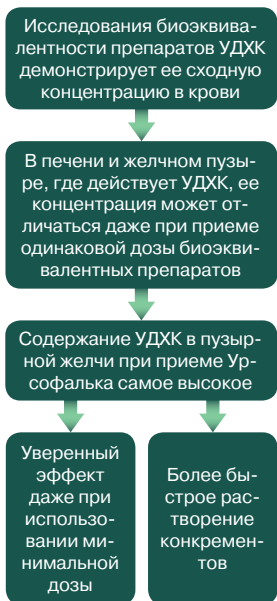 Исследования биоэквива-
лентности препаратов УДХК
демонстрирует ее сходную
концентрацию в крови
В печени и желчном пузы-
ре, где действует УДХК, ее
концентрация может от-
личаться даже при приеме
одинаковой дозы биоэкви-
валентных препаратов
Содержание УДХК в пузыр-
ной желчи при приеме Ур-
софалька самое высокое
Уверенный
эффект
даже при
использо-
вании ми-
нимальной
дозы
Более бы-
строе рас-
творение
конкремен-
тов